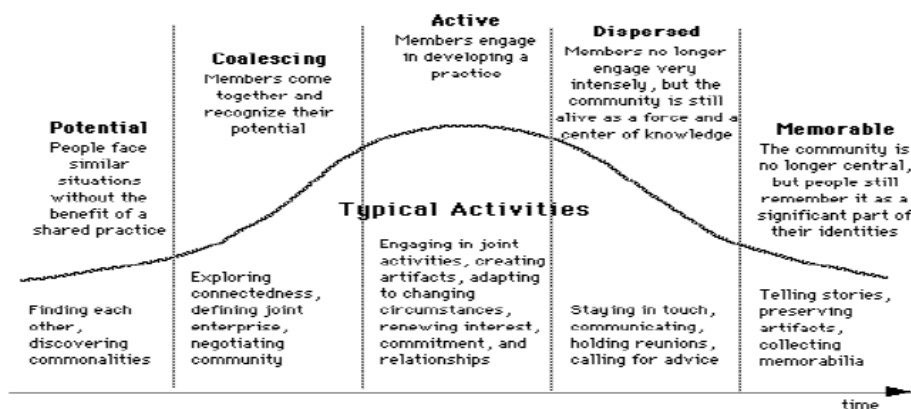 Potential
People face
similar
situations
without the
benefit of a
shared practice
Coalescing
Members come
together and
recognize their
potential
Active
Members engage
in developing a
practice
Dispersed
Members no longer
engage very
intensely, but the
community is still
alive as a force and a
center of knowledge
Memorable
The community is
no longer central,
but people still
remember it as a
significant part of
their identities
Typical Activities
Finding each
other,
discovering
commonalities
Exploring
connectedness,
defining joint
enterprise,
negotiating
community
Engaging in joint
activities, creating
artifacts, adapting
to changing
circumstances,
renewing interest,
commitment, and
relationships
Staying in touch,
communicating,
holding reunions,
calling for advice
Telling stories,
preserving
artifacts,
collecting
memorabilia
time